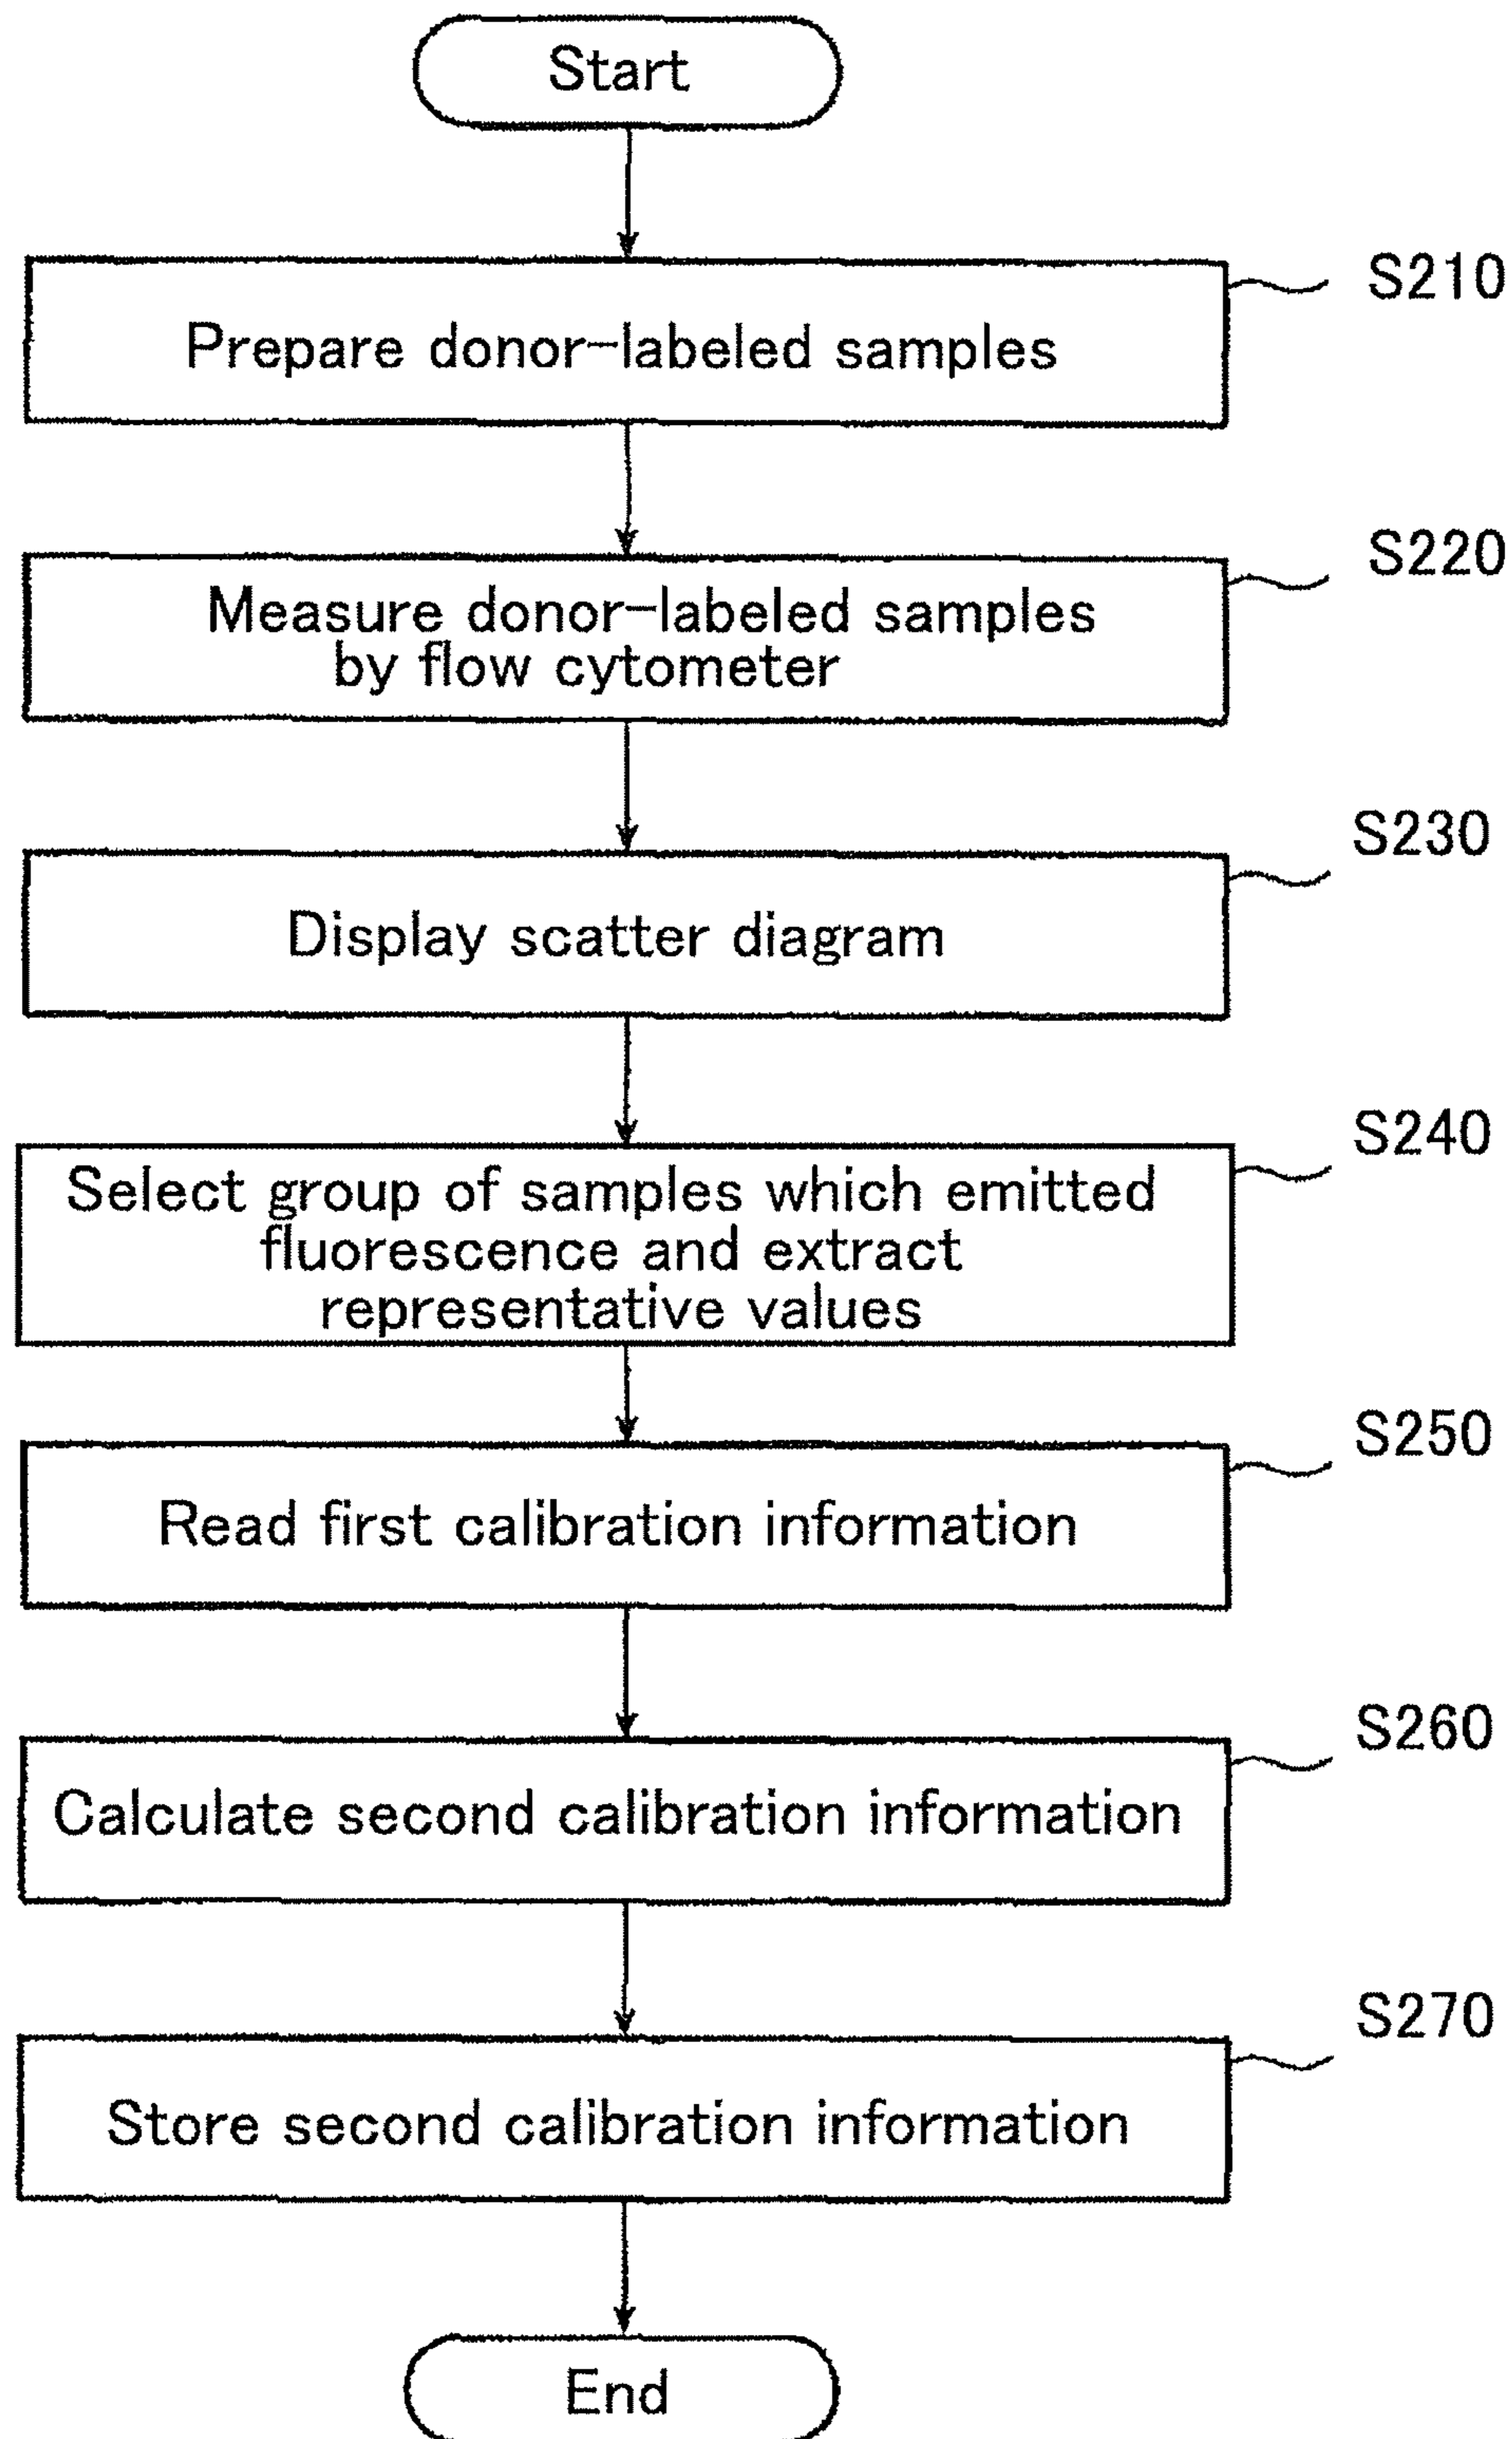 Start
S210
Prepare donor-labeled samples
S220
Measure donor-labeled samples
by flow cytometer
S230
Display scatter diagram
S240
Select group of samples which emitted
fluorescence and extract
representative values
S250
Read first calibration information
S260
Calculate second calibration information
S270
Store second calibration information
End